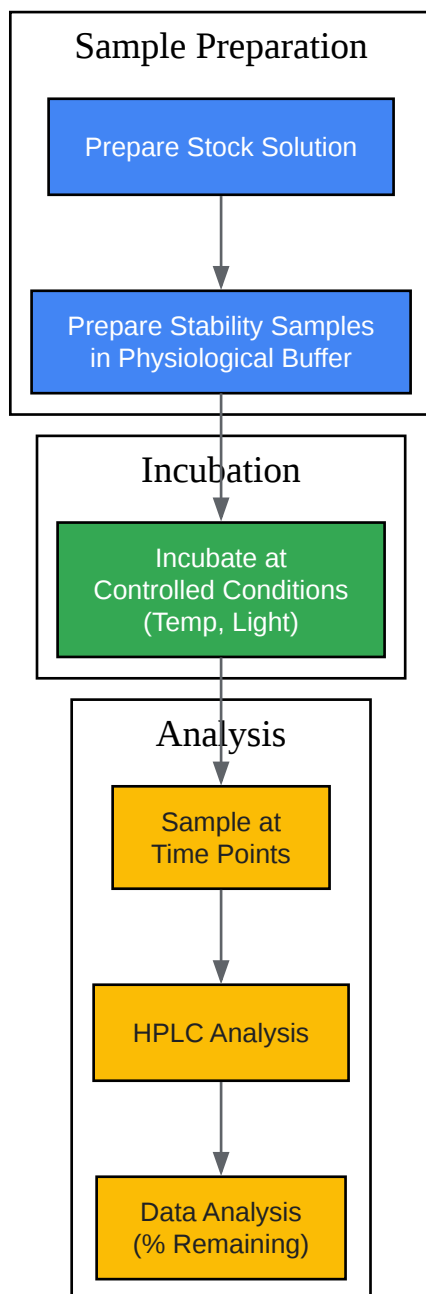 Sample Preparation
Prepare Stock Solution
Prepare Stability Samples
in Physiological Buffer
Incubation
Incubate at
Controlled Conditions
(Temp, Light)
Analysis
Sample at
Time Points
HPLC Analysis
Data Analysis
(% Remaining)